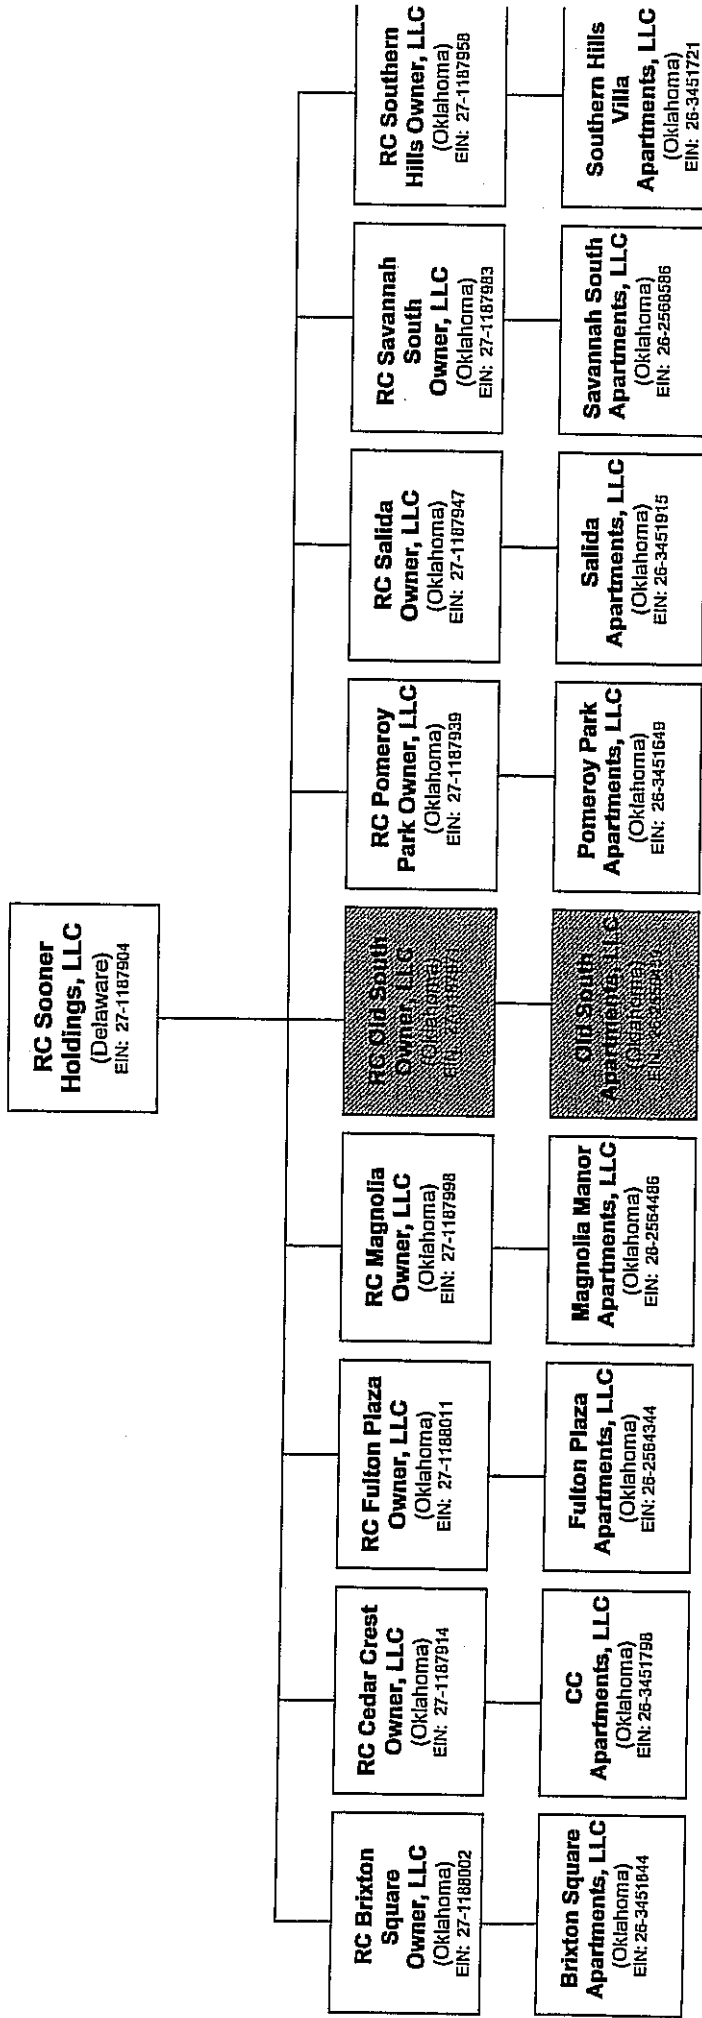 RC Sooner
Holdings, LLC
(Delaware)
EIN: 27-1187904
RC Brixton
Square
Owner, LLC
(Oklahoma)
EIN: 27-1188002
RC Cedar Crest
Owner, LLC
(Oklahoma)
EIN: 27-1187914
RC Fulton Plaza
Owner, LLC
(Oklahoma)
EIN: 27-1188011
RC Magnolia
Owner, LLC
(Oklahoma)
EIN: 27-1187998
RC Old South
Owner, LLC
(Oklahoma)
EIN:
RC Pomeroy
Park Owner, LLC
(Oklahoma)
EIN: 27-1187939
RC Salida
Owner, LLC
(Oklahoma)
EIN: 27-1187947
RC Savannah
South
Owner, LLC
(Oklahoma)
EIN: 27-1187983
RC Southern
Hills Owner, LLC
(Oklahoma)
EIN: 27-1187958
Brixton Square
Apartments, LLC
(Oklahoma)
EIN: 26-3451844
CC
Apartments, LLC
(Oklahoma)
EIN: 26-3451798
Fulton Plaza
Apartments, LLC
(Oklahoma)
EIN: 26-2564344
Magnolia Manor
Apartments, LLC
(Oklahoma)
EIN: 26-2564486
Old South
Apartments, LLC
(Oklahoma)
EIN:
Pomeroy Park
Apartments, LLC
(Oklahoma)
EIN: 26-3451649
Salida
Apartments, LLC
(Oklahoma)
EIN: 26-3451915
Savannah South
Apartments, LLC
(Oklahoma)
EIN: 26-2568586
Southern Hills
Villa
Apartments, LLC
(Oklahoma)
EIN: 26-3451721